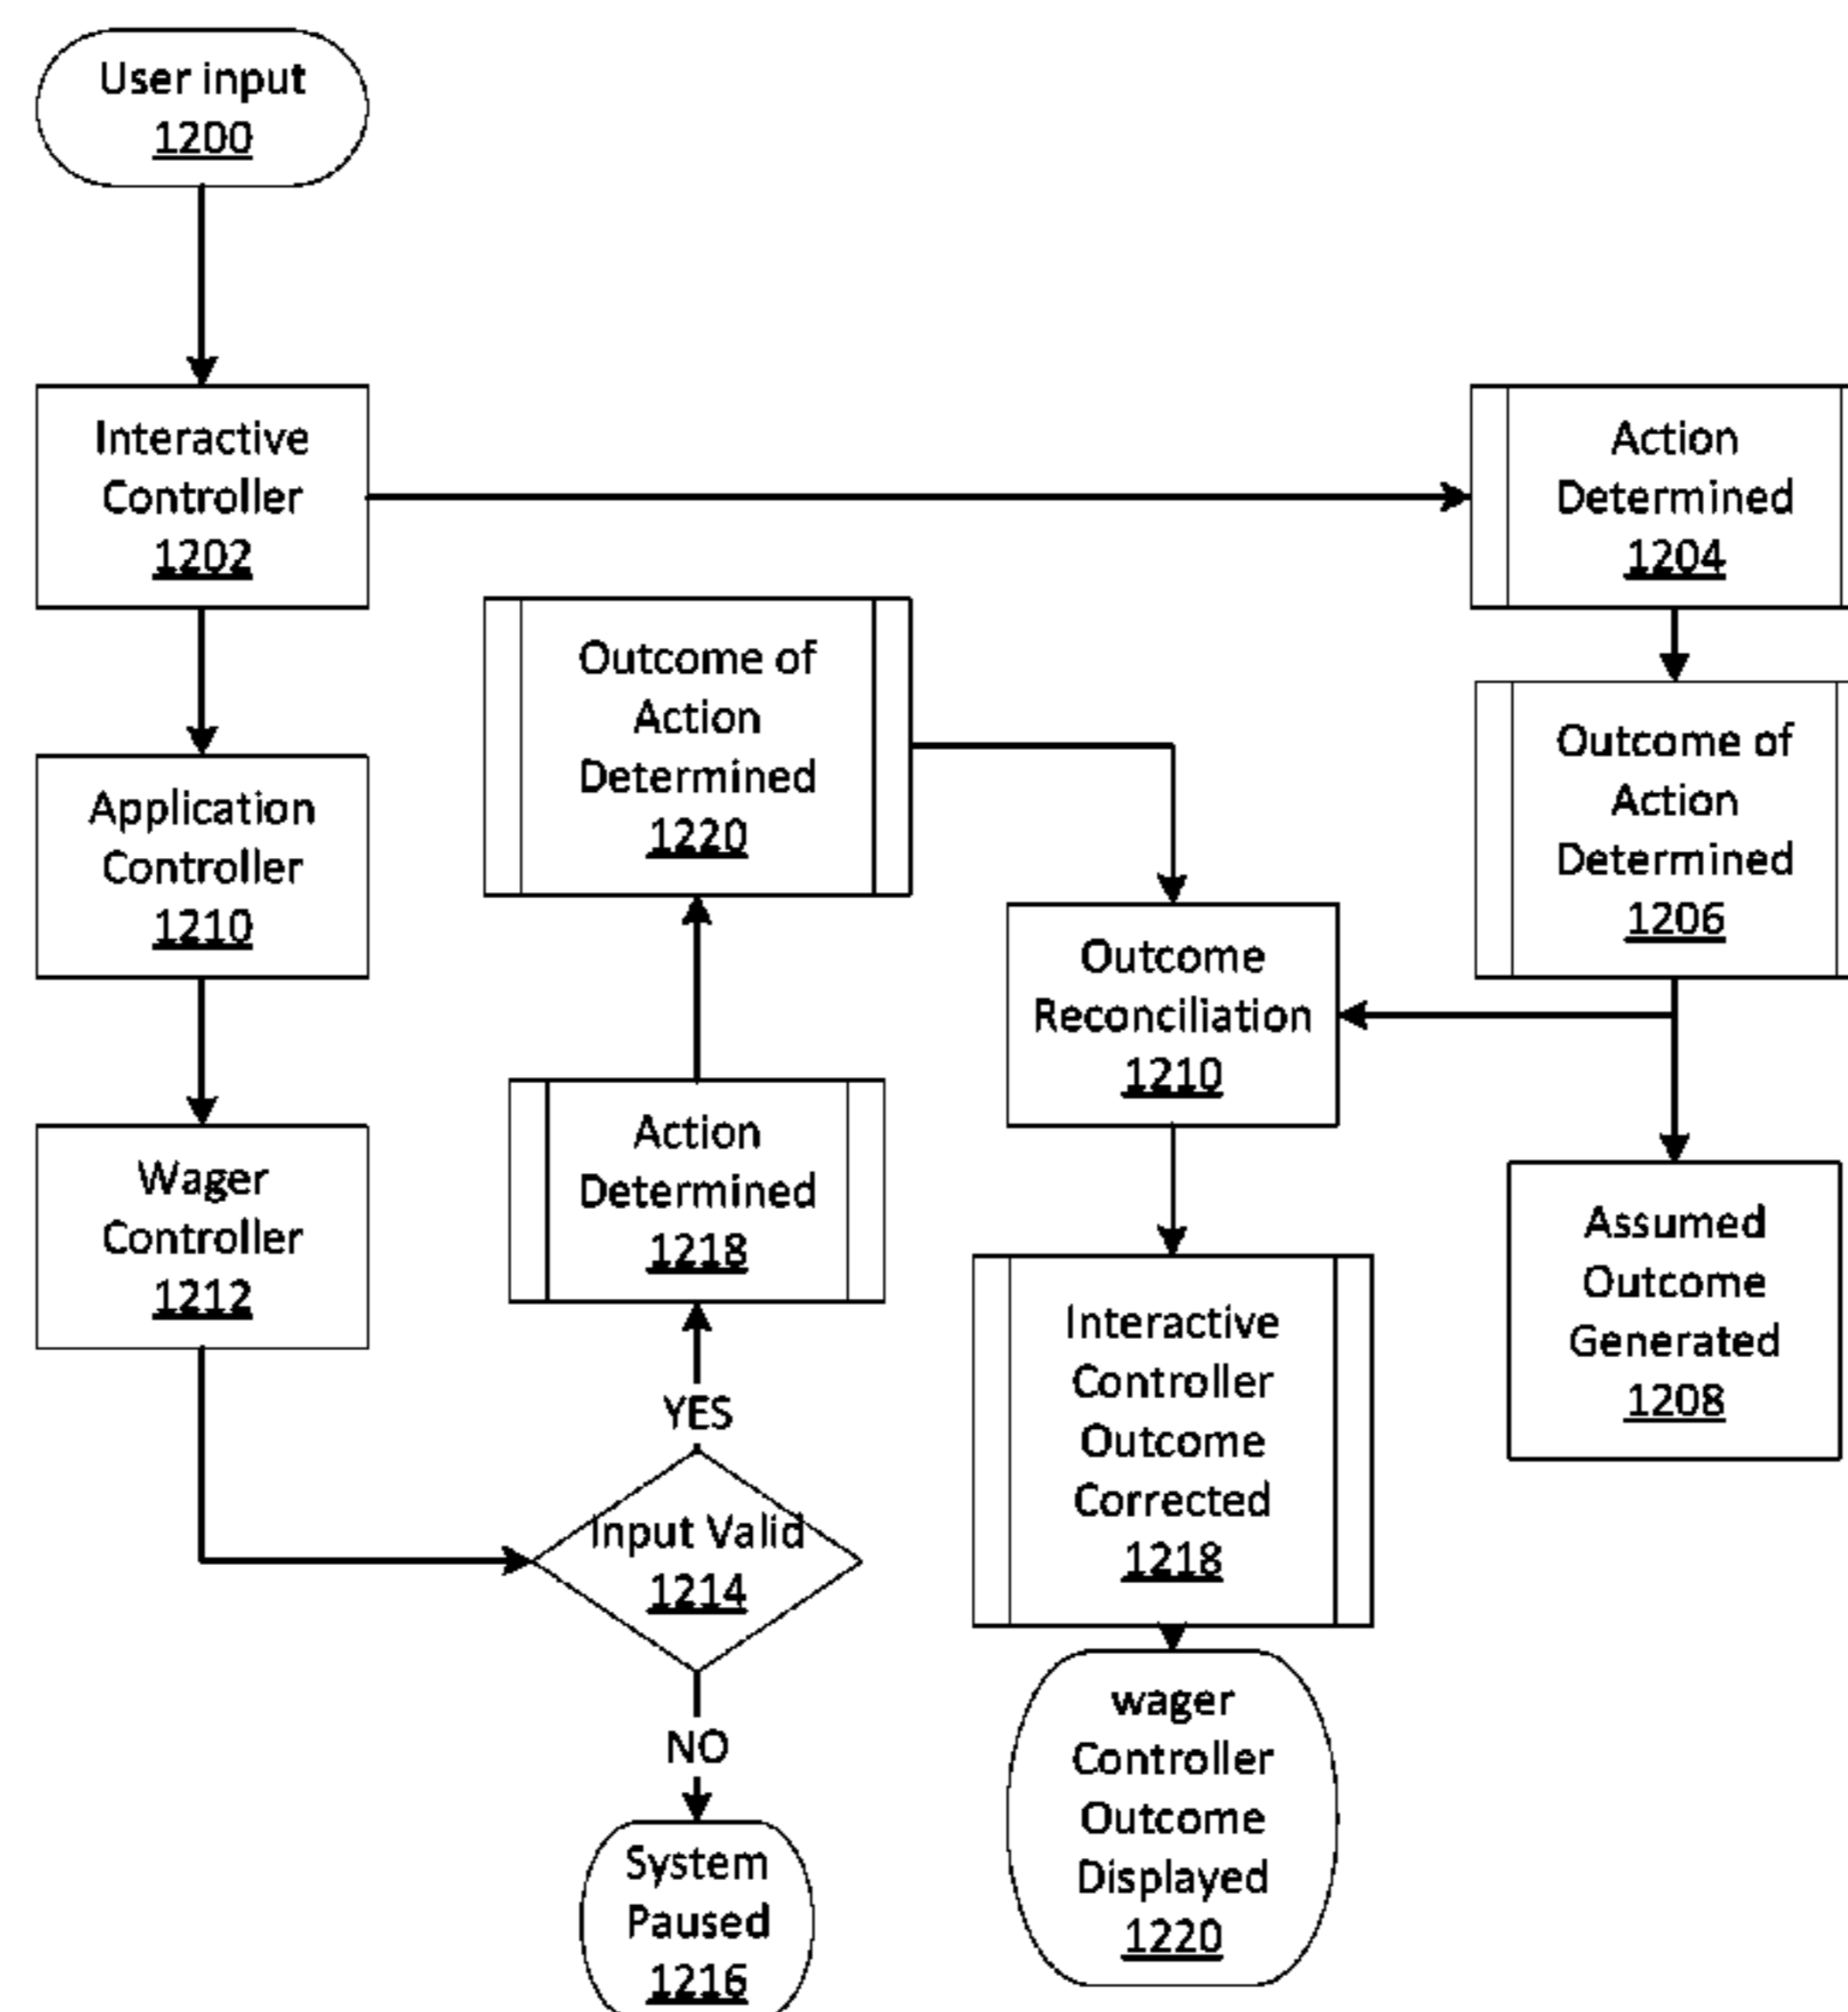 User input
1200
Interactive
Controller
1202
Action
Determined
1204
Outcome of
Action
Determined
1220
Outcome of
Action
Determined
1206
Application
Controller
1210
Outcome
Reconciliation
1210
Wager
Controller
1212
Action
Determined
1218
Assumed
Outcome
Generated
1208
Interactive
Controller
Outcome
Corrected
1218
YES
Input Valid
1214
NO
wager
Controller
Outcome
Displayed
1220
System
Paused
1216